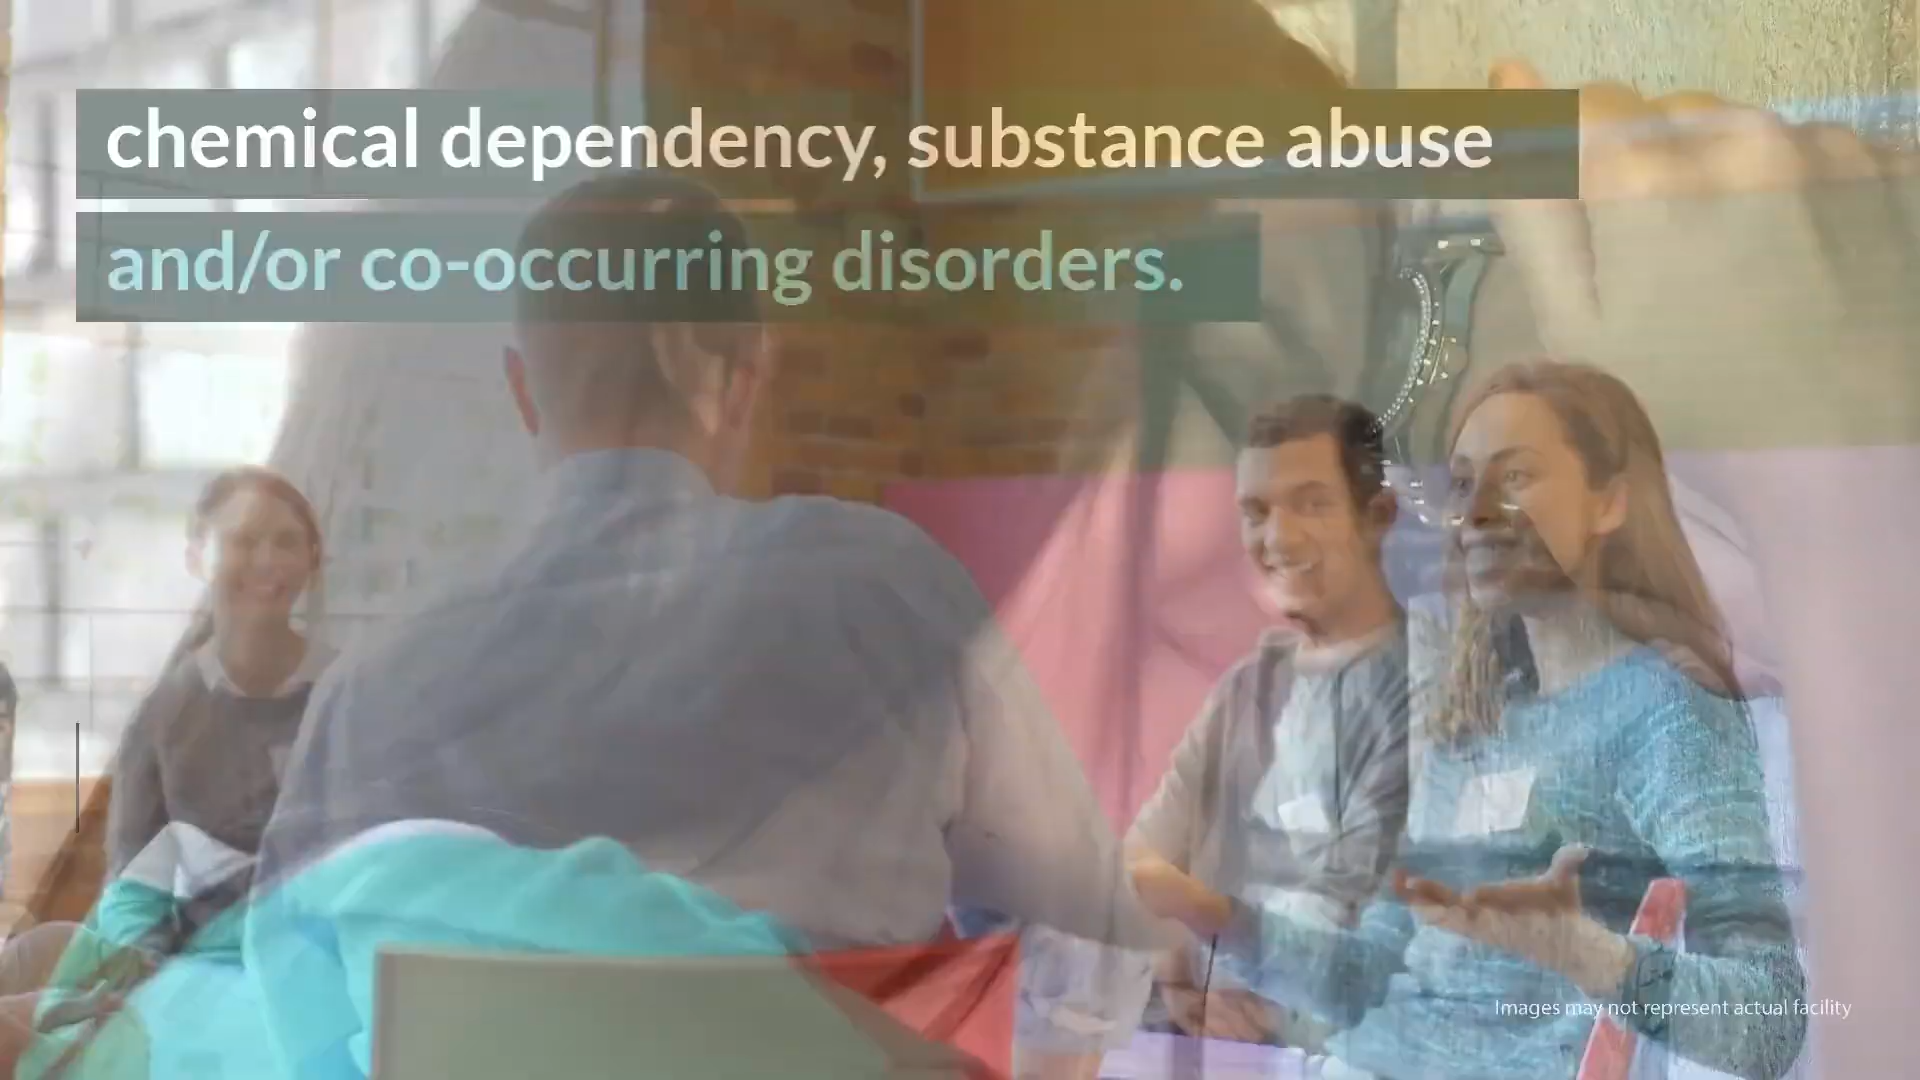 chemical dependency, substance abuse
and/or co-occurring disorders.
Images may not represent actual facility